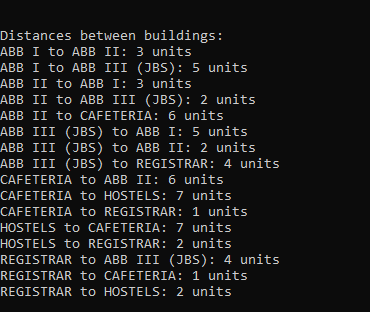 Distances between buildings:
ABB I to ABB II: 3 units
ABB I to ABB III (JBS): 5 units
ABB II to ABB I: 3 units
ABB II to ABB III (JBS): 2 units
ABB II to CAFETERIA: 6 units
ABB III (JBS) to ABB I: 5 units
ABB III (JBS) to ABB II: 2 units
ABB III (JBS) to REGISTRAR: 4 units
CAFETERIA to ABB II: 6 units
CAFETERIA to HOSTELS: 7 units
CAFETERIA to REGISTRAR: 1 units
HOSTELS to CAFETERIA: 7 units
HOSTELS to REGISTRAR: 2 units
REGISTRAR to ABB III (JBS): 4 units
REGISTRAR to CAFETERIA: 1 units
REGISTRAR to HOSTELS: 2 units